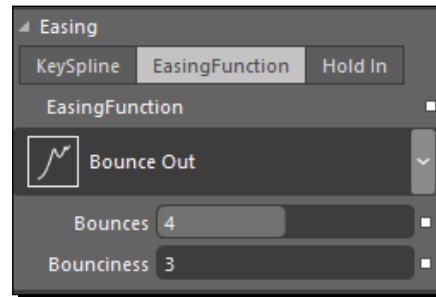 Easing
KeySpline EasingFunction Hold In
EasingFunction
Bounce Out
Bounces 4
Bounciness 3